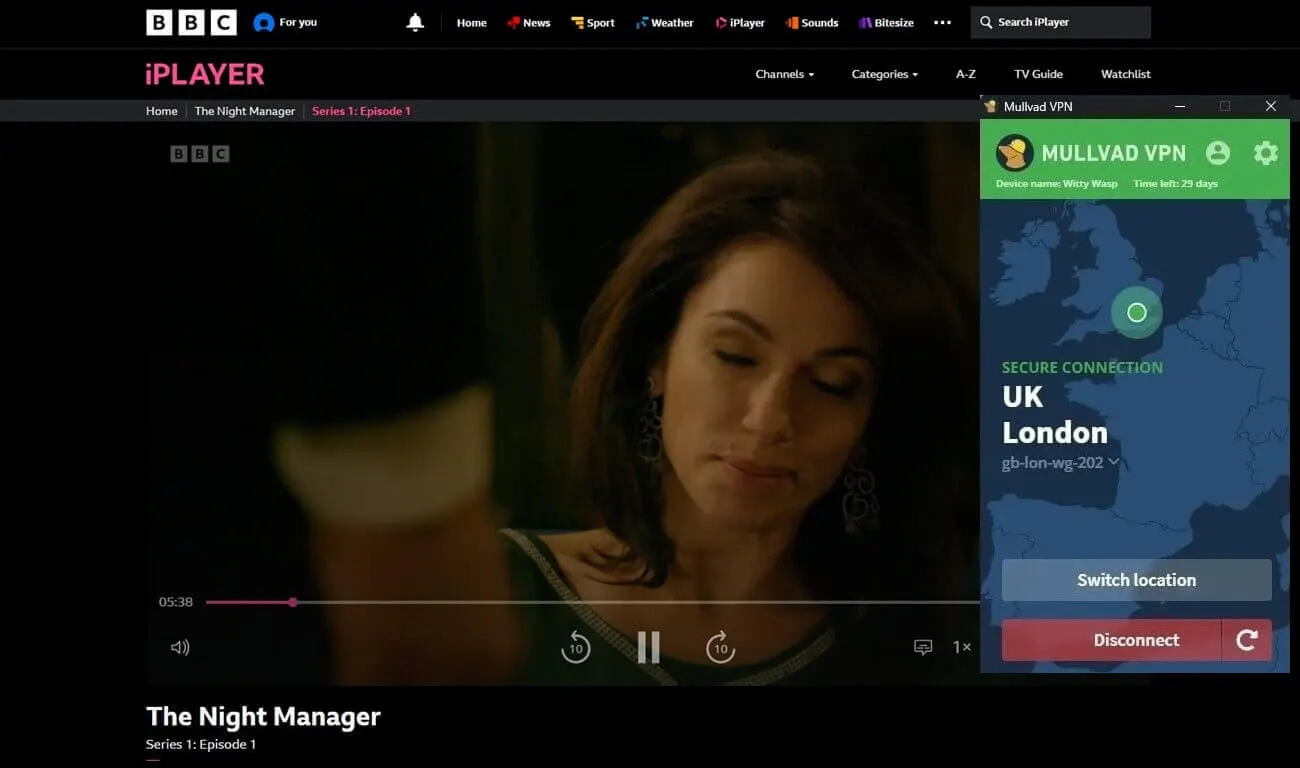 BBC For you Home News Sport Weather iPlayer Sounds Bitesize ••• Search iPlayer
iPLAYER Channels Categories A-Z TV Guide Watchlist
Home The Night Manager Series 1: Episode 1
BBC
05:38
10 10 1×
The Night Manager
Series 1: Episode 1
Mullvad VPN
MULLVAD VPN
Device name: Witty Wasp Time left: 29 days
SECURE CONNECTION
UK
London
gb-lon-wg-202
Switch location
Disconnect